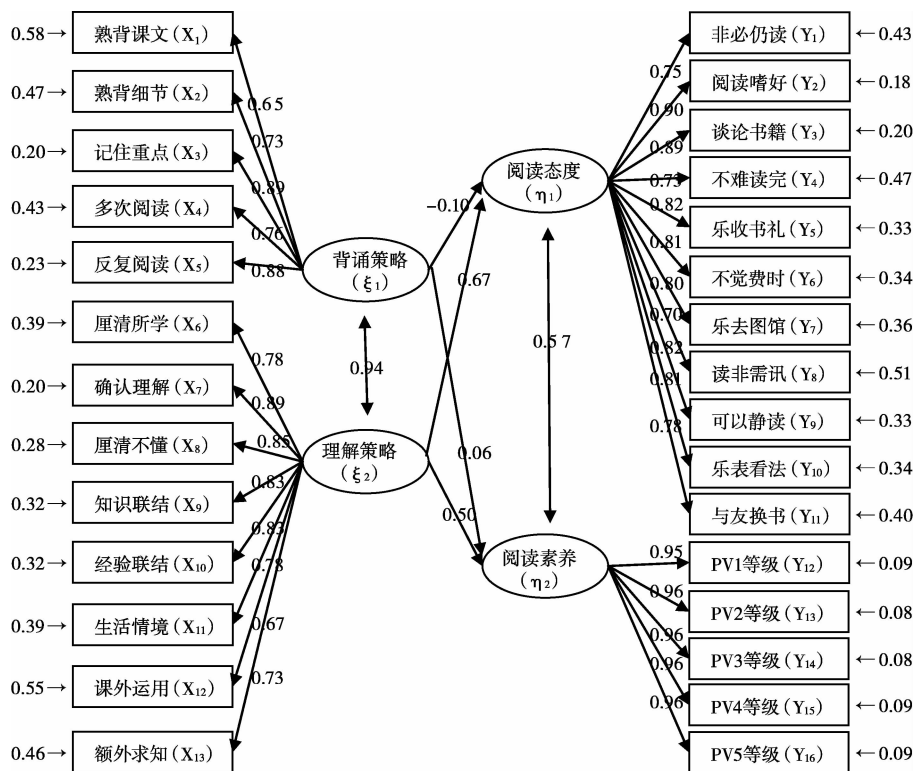 0.58→ 熟背课文(X₁)
0.47→ 熟背细节(X₂)
0.20→ 记住重点(X₃)
0.43→ 多次阅读(X₄)
0.23→ 反复阅读(X₅)
0.39→ 厘清所学(X₆)
0.20→ 确认理解(X₇)
0.28→ 厘清不懂(X₈)
0.32→ 知识联结(X₉)
0.32→ 经验联结(X₁₀)
0.39→ 生活情境(X₁₁)
0.55→ 课外运用(X₁₂)
0.46→ 额外求知(X₁₃)
0.65
0.73
0.89
0.76
0.88
0.78
0.89
0.85
0.83
0.83
0.78
0.67
0.73
背诵策略
(ξ₁)
0.94
理解策略
(ξ₂)
-0.10
0.67
0.06
0.50
阅读态度
(η₁)
0.57
阅读素养
(η₂)
0.75
0.90
0.89
0.73
0.82
0.81
0.80
0.70
0.82
0.81
0.78
0.95
0.96
0.96
0.96
0.96
非必仍读(Y₁) ←0.43
阅读嗜好(Y₂) ←0.18
谈论书籍(Y₃) ←0.20
不难读完(Y₄) ←0.47
乐收书礼(Y₅) ←0.33
不觉费时(Y₆) ←0.34
乐去图馆(Y₇) ←0.36
读非需讯(Y₈) ←0.51
可以静读(Y₉) ←0.33
乐表看法(Y₁₀) ←0.34
与友换书(Y₁₁) ←0.40
PV1等级(Y₁₂) ←0.09
PV2等级(Y₁₃) ←0.08
PV3等级(Y₁₄) ←0.08
PV4等级(Y₁₅) ←0.09
PV5等级(Y₁₆) ←0.09